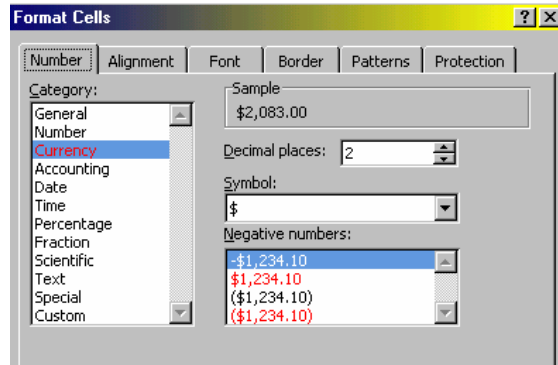 Format Cells
Number Alignment Font Border Patterns Protection
Category:
General
Number
Currency
Accounting
Date
Time
Percentage
Fraction
Scientific
Text
Special
Custom
Sample
$2,083.00
Decimal places: 2
Symbol:
$
Negative numbers:
-$1,234.10
$1,234.10
($1,234.10)
($1,234.10)